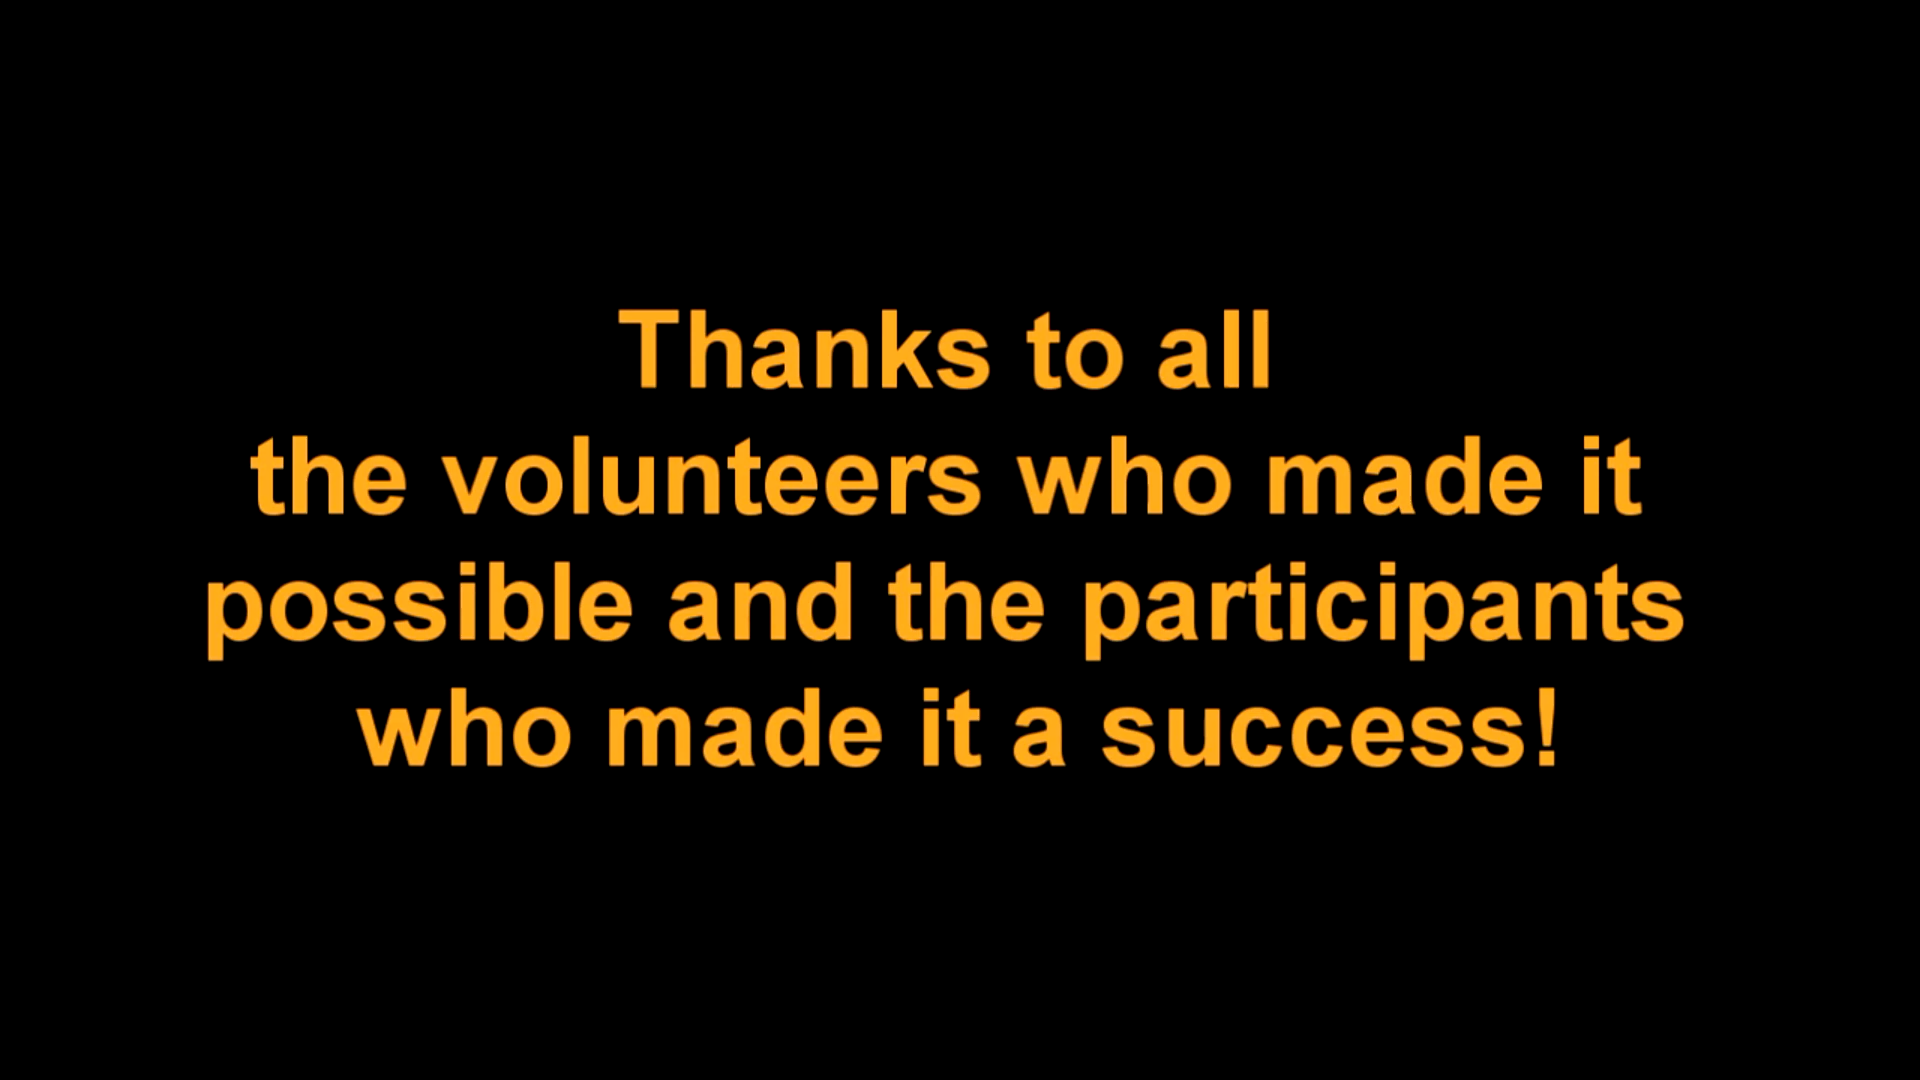 Thanks to all
the volunteers who made it
possible and the participants
who made it a success!